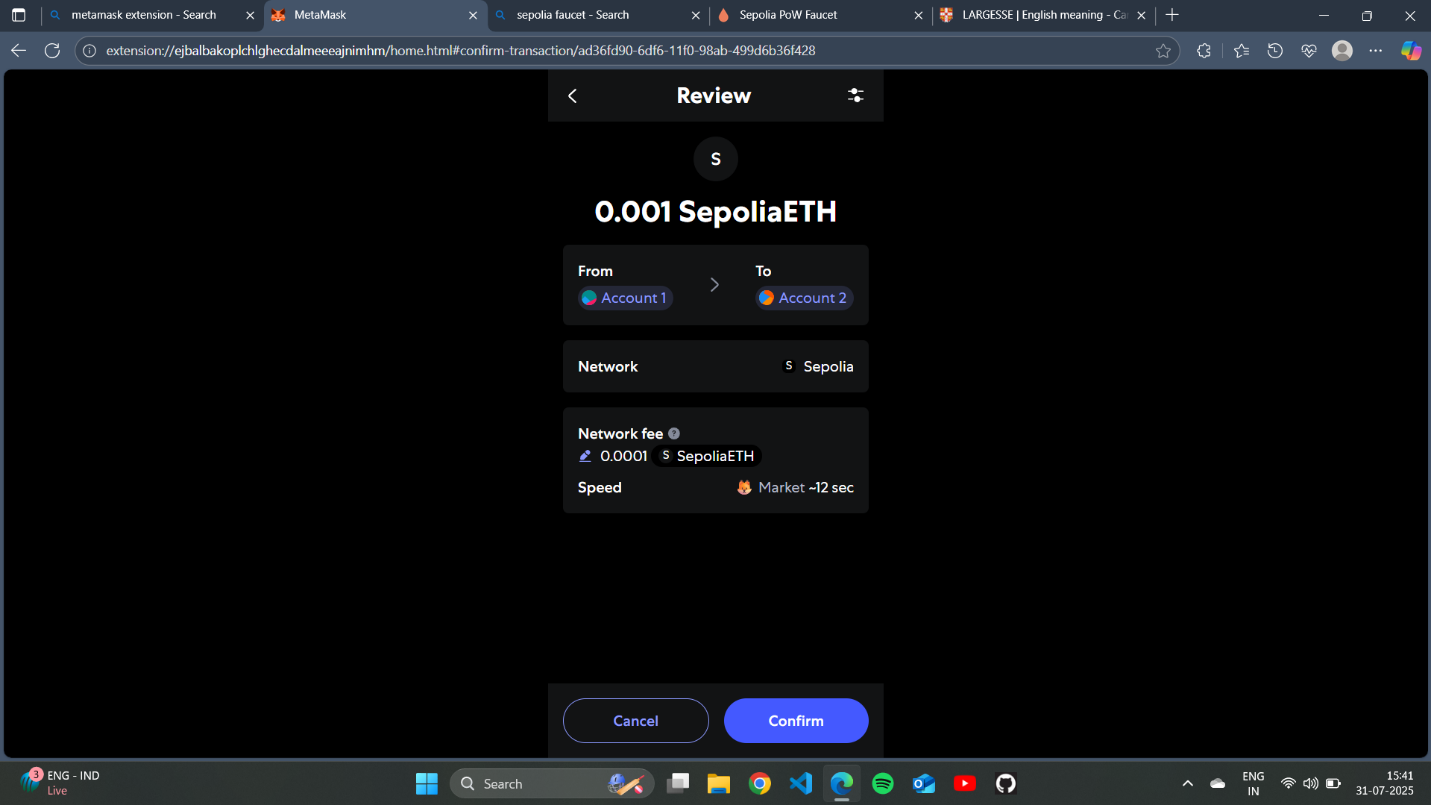 metamask extension - Search
MetaMask
sepolia faucet - Search
Sepolia PoW Faucet
LARGESSE | English meaning - Ca
extension://ejbalbakoplchlghecdalmeeeajnimhm/home.html#confirm-transaction/ad36fd90-6df6-11f0-98ab-499d6b36f428
Review
S
0.001 SepoliaETH
From
To
Account 1
Account 2
Network
S Sepolia
Network fee ?
0.0001 S SepoliaETH
Speed
Market ~12 sec
Cancel
Confirm
3
ENG - IND
Live
Search
ENG
IN
15:41
31-07-2025